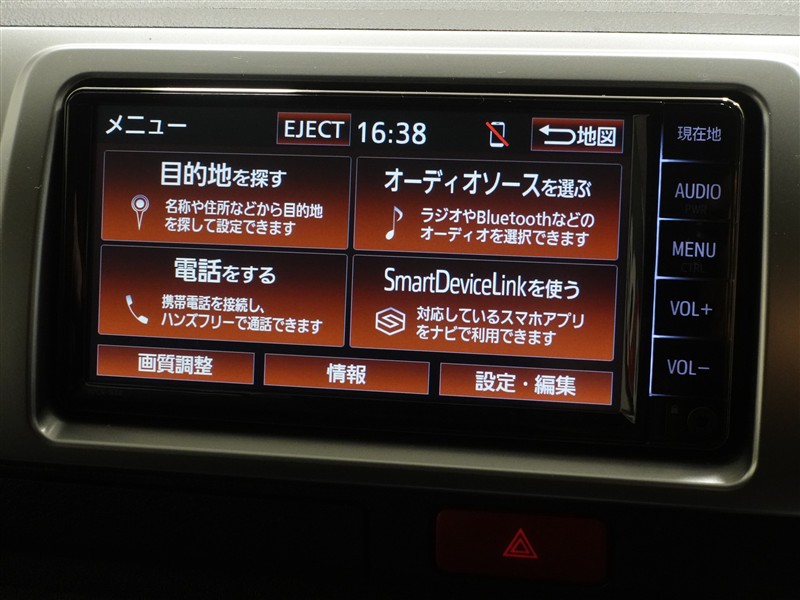 メニュー
EJECT
16:38
地図
目的地を探す
名称や住所などから目的地
を探して設定できます
オーディオソースを選ぶ
ラジオやBluetoothなどの
オーディオを選択できます
電話をする
携帯電話を接続し、
ハンズフリーで通話できます
SmartDeviceLinkを使う
対応しているスマホアプリ
をナビで利用できます
画質調整
情報
設定・編集
現在地
AUDIO
MENU
VOL+
VOL-